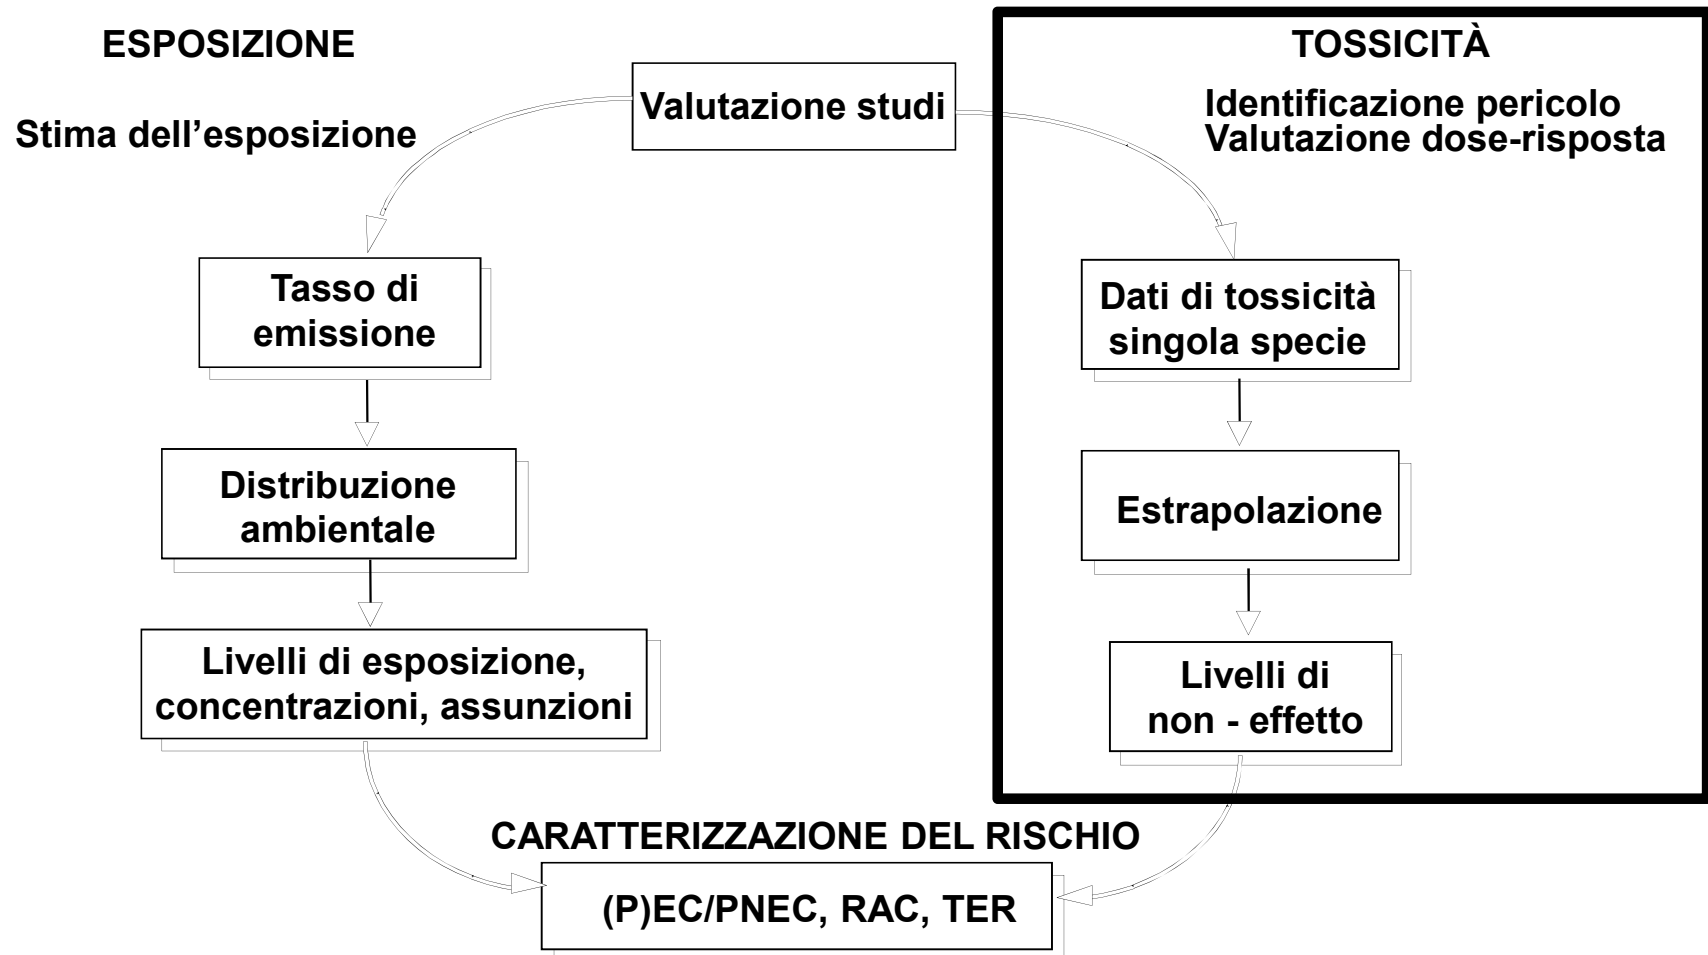 ESPOSIZIONE
Stima dell'esposizione
Valutazione studi
TOSSICITÀ
Identificazione pericolo
Valutazione dose-risposta
Tasso di
emissione
Distribuzione
ambientale
Livelli di esposizione,
concentrazioni, assunzioni
Dati di tossicità
singola specie
Estrapolazione
Livelli di
non - effetto
CARATTERIZZAZIONE DEL RISCHIO
(P)EC/PNEC, RAC, TER